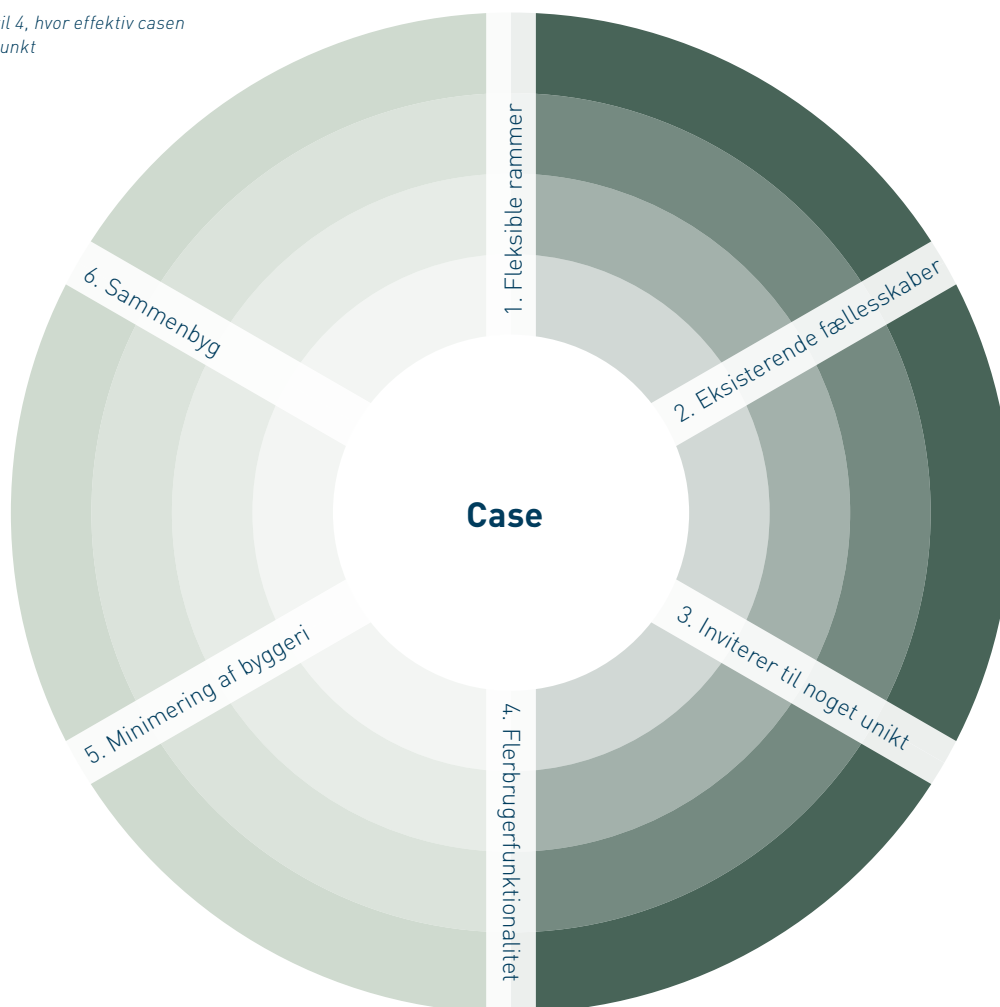 til 4, hvor effektiv casen
unkt
1. Fleksible rammer
2. Eksisterende fællesskaber
3. Inviterer til noget unikt
4. Flerbrugerfunktionalitet
5. Minimering af byggeri
6. Sammenbyg
Case